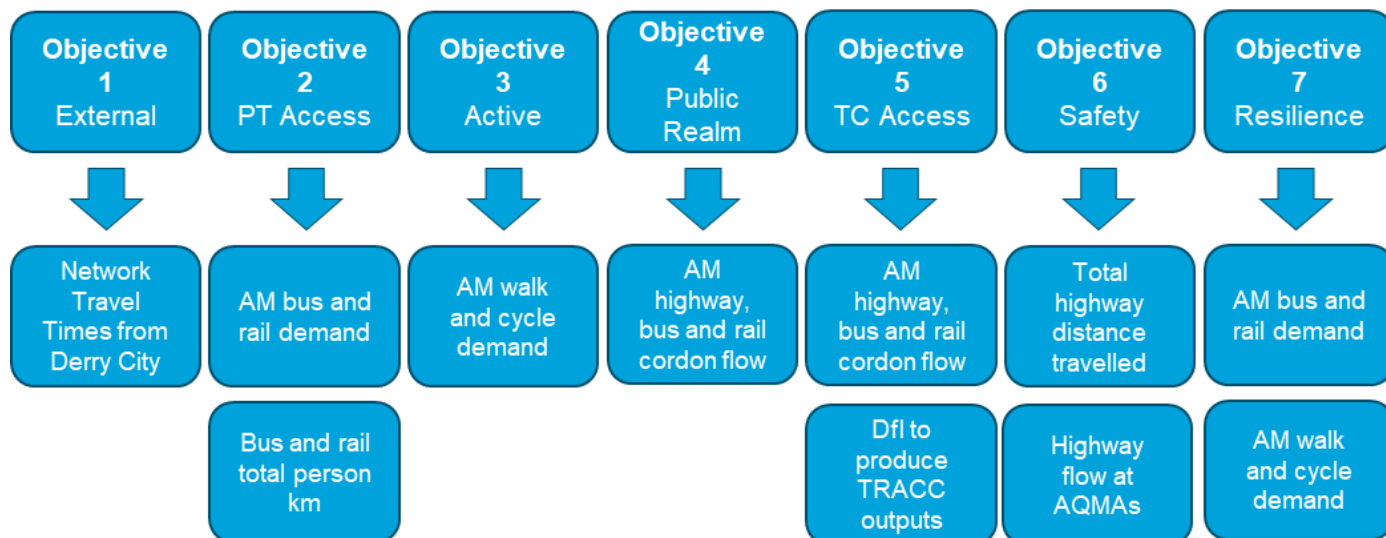 Objective
1
External
Objective
2
PT Access
Objective
3
Active
Objective
4
Public
Realm
Objective
5
TC Access
Objective
6
Safety
Objective
7
Resilience
Network
Travel
Times from
Derry City
AM bus and
rail demand
AM walk
and cycle
demand
AM
highway,
bus and rail
cordon flow
AM
highway,
bus and rail
cordon flow
Total
highway
distance
travelled
AM bus and
rail demand
Bus and rail
total person
km
DfI to
produce
TRACC
outputs
Highway
flow at
AQMAs
AM walk
and cycle
demand